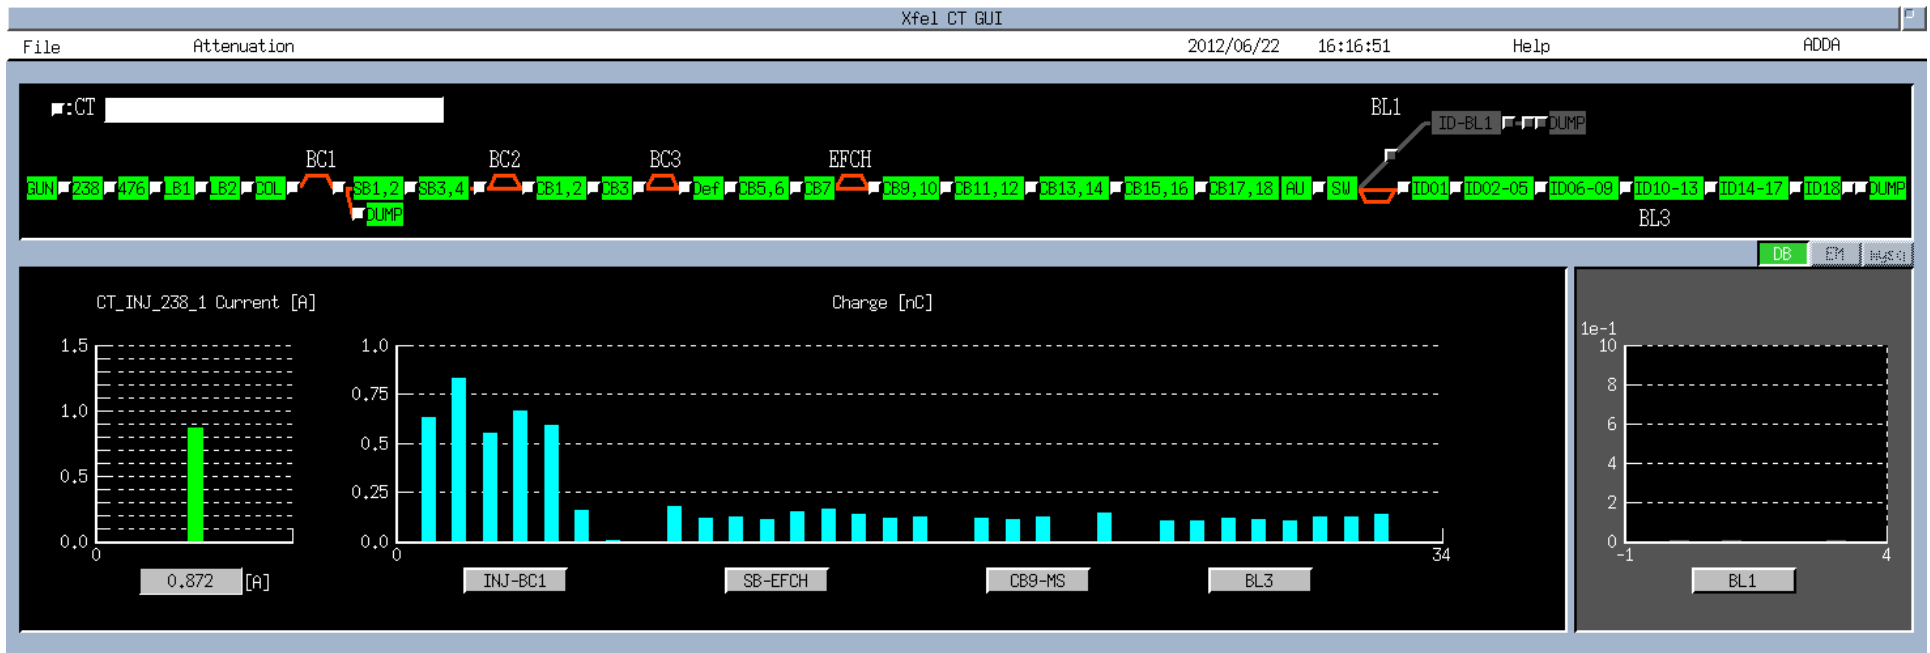 Xfel CT GUI
File Attenuation 2012/06/22 16:16:51 Help ADDA
:CT
BL1
ID-BL1 DUMP
BC1 BC2 BC3 EFCH
GUN 238 476 LB1 LB2 COL SB1,2 SB3,4 CB1,2 CB3 Def CB5,6 CB7 CB9,10 CB11,12 CB13,14 CB15,16 CB17,18 AU SW ID01 ID02-05 ID06-09 ID10-13 ID14-17 ID18 DUMP
DUMP
BL3
DB EM
CT_INJ_238_1 Current [A]
1.5
1.0
0.5
0.0
0
0.872 [A]
Charge [nC]
1.0
0.75
0.5
0.25
0.0
0 34
INJ-BC1 SB-EFCH CB9-MS BL3
1e-1
10
8
6
4
2
0
-1 4
BL1